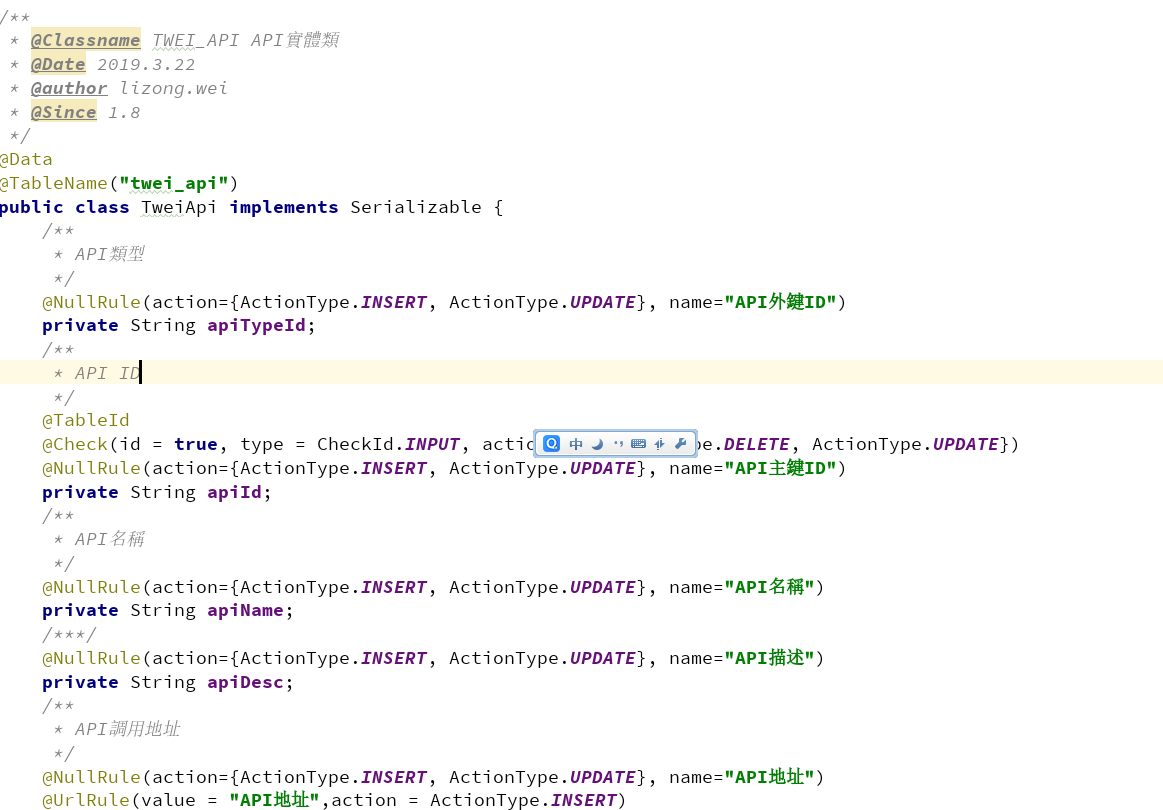 /**
 * @Classname TWEI_API API實體類
 * @Date 2019.3.22
 * @author lizong.wei
 * @Since 1.8
 */
@Data
@TableName("twei_api")
public class TweiApi implements Serializable {
    /**
     * API類型
     */
    @NullRule(action={ActionType.INSERT, ActionType.UPDATE}, name="API外鍵ID")
    private String apiTypeId;
    /**
     * API ID
     */
    @TableId
    @Check(id = true, type = CheckId.INPUT, actic 中 pe.DELETE, ActionType.UPDATE})
    @NullRule(action={ActionType.INSERT, ActionType.UPDATE}, name="API主鍵ID")
    private String apiId;
    /**
     * API名稱
     */
    @NullRule(action={ActionType.INSERT, ActionType.UPDATE}, name="API名稱")
    private String apiName;
    /***/
    @NullRule(action={ActionType.INSERT, ActionType.UPDATE}, name="API描述")
    private String apiDesc;
    /**
     * API調用地址
     */
    @NullRule(action={ActionType.INSERT, ActionType.UPDATE}, name="API地址")
    @UrlRule(value = "API地址",action = ActionType.INSERT)